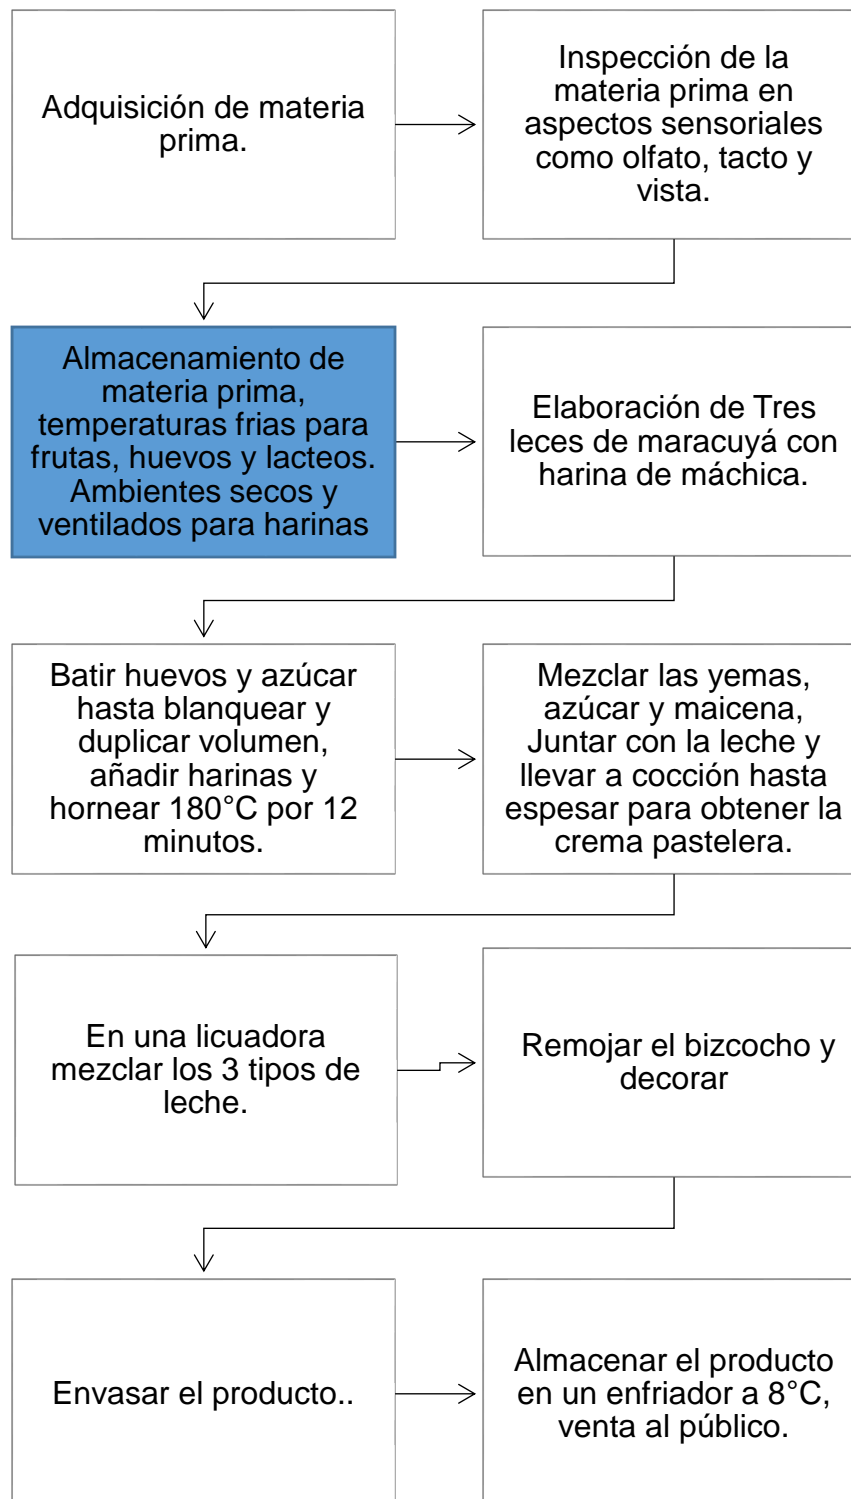 Adquisición de materia
prima.
Inspección de la
materia prima en
aspectos sensoriales
como olfato, tacto y
vista.
Almacenamiento de
materia prima,
temperaturas frias para
frutas, huevos y lacteos.
Ambientes secos y
ventilados para harinas
Elaboración de Tres
leces de maracuyá con
harina de máchica.
Batir huevos y azúcar
hasta blanquear y
duplicar volumen,
añadir harinas y
hornear 180°C por 12
minutos.
Mezclar las yemas,
azúcar y maicena,
Juntar con la leche y
llevar a cocción hasta
espesar para obtener la
crema pastelera.
En una licuadora
mezclar los 3 tipos de
leche.
Remojar el bizcocho y
decorar
Envasar el producto..
Almacenar el producto
en un enfriador a 8°C,
venta al público.